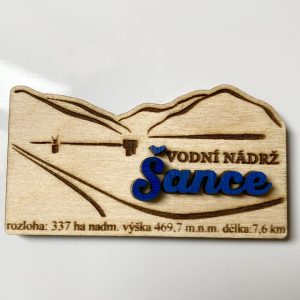 VODNÍ NÁDRŽ
Šance
rozloha: 337 ha nadm. výška 469,7 m.n.m. délka:7,6 km